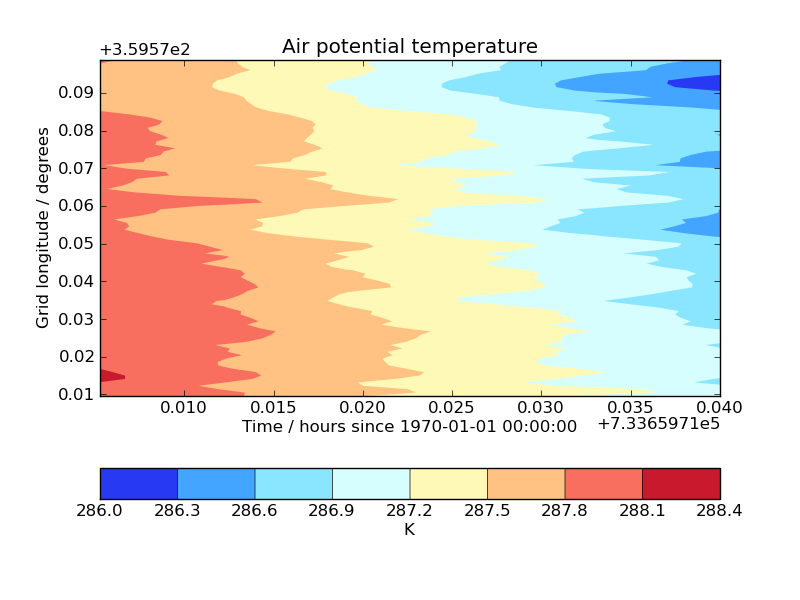 Air potential temperature
+3.5957e2
Grid longitude / degrees
0.09
0.08
0.07
0.06
0.05
0.04
0.03
0.02
0.01
0.010 0.015 0.020 0.025 0.030 0.035 0.040
Time / hours since 1970-01-01 00:00:00
+7.3365971e5
286.0 286.3 286.6 286.9 287.2 287.5 287.8 288.1 288.4
K